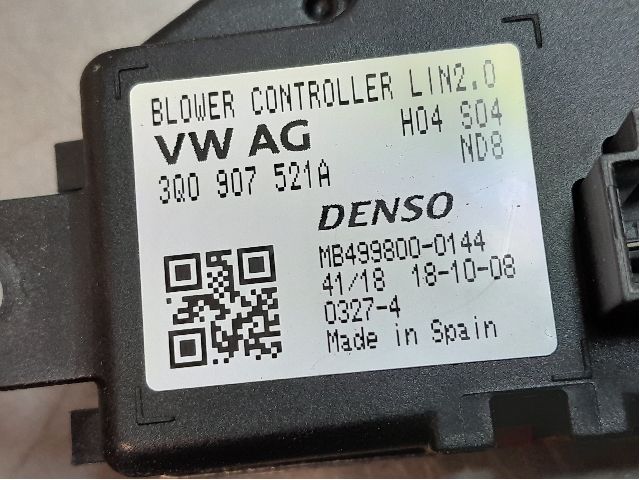 BLOWER CONTROLLER LIN2.0
VW AG H04 S04
ND8
3Q0 907 521A
DENSO
MB499800-0144
41/18 18-10-08
0327-4
Made in Spain